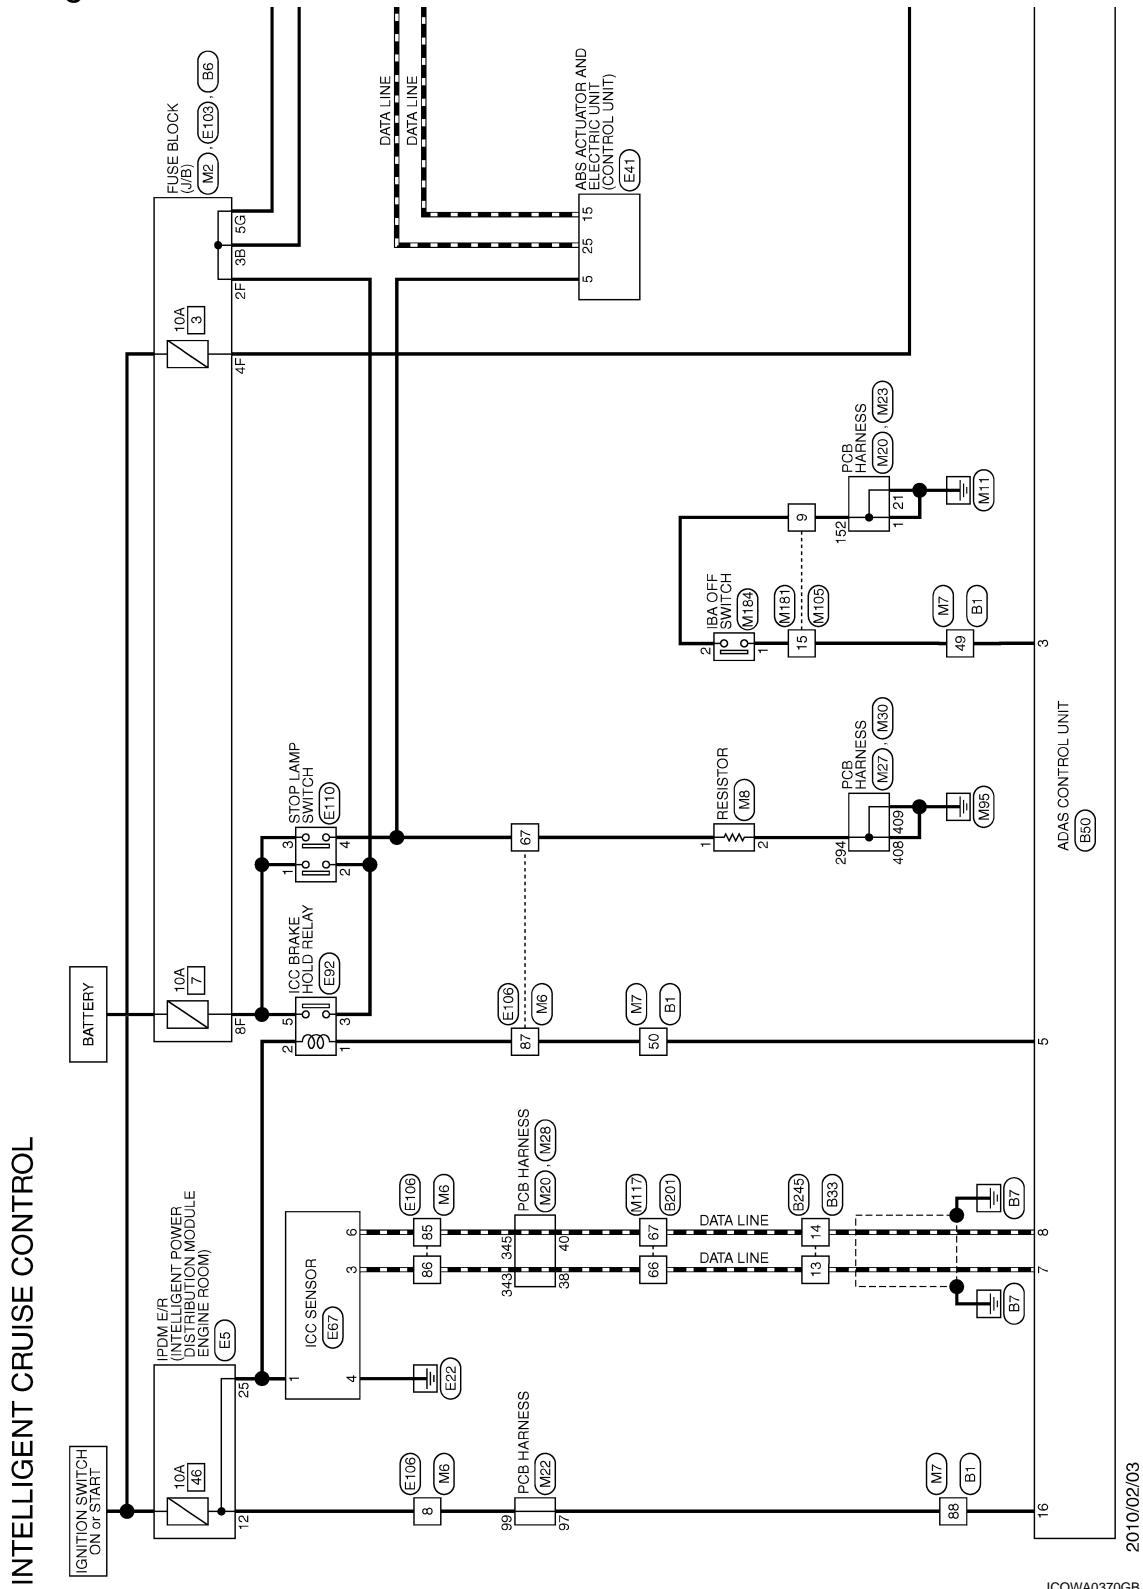 INTELLIGENT CRUISE CONTROL
IGNITION SWITCH
ON or START
BATTERY
IPDM E/R
(INTELLIGENT POWER
DISTRIBUTION MODULE
ENGINE ROOM)
E5
10A
46
12
25
10A
7
8F
10A
3
4F
2F
3B
5G
FUSE BLOCK
(J/B)
M2 , E103 , B6
ICC SENSOR
E67
1
4
3
6
E22
ICC BRAKE
HOLD RELAY
E92
2
5
1
3
STOP LAMP
SWITCH
E110
1
3
2
4
DATA LINE
DATA LINE
ABS ACTUATOR AND
ELECTRIC UNIT
(CONTROL UNIT)
E41
5
25
15
E106
M6
8
E106
M6
86
85
E106
M6
87
67
PCB HARNESS
M22
99
97
PCB HARNESS
M20 , M28
343
345
38
40
M117
B201
66
67
M7
B1
50
DATA LINE
DATA LINE
RESISTOR
M8
1
2
IBA OFF
SWITCH
M184
2
1
M181
M105
15
9
B245
B33
13
14
PCB
HARNESS
M27 , M30
294
408
409
M95
PCB
HARNESS
M20 , M23
152
1
21
M11
M7
B1
88
M7
B1
49
B7
B7
16
7
8
5
3
ADAS CONTROL UNIT
B50
2010/02/03
JCOWA0370GB